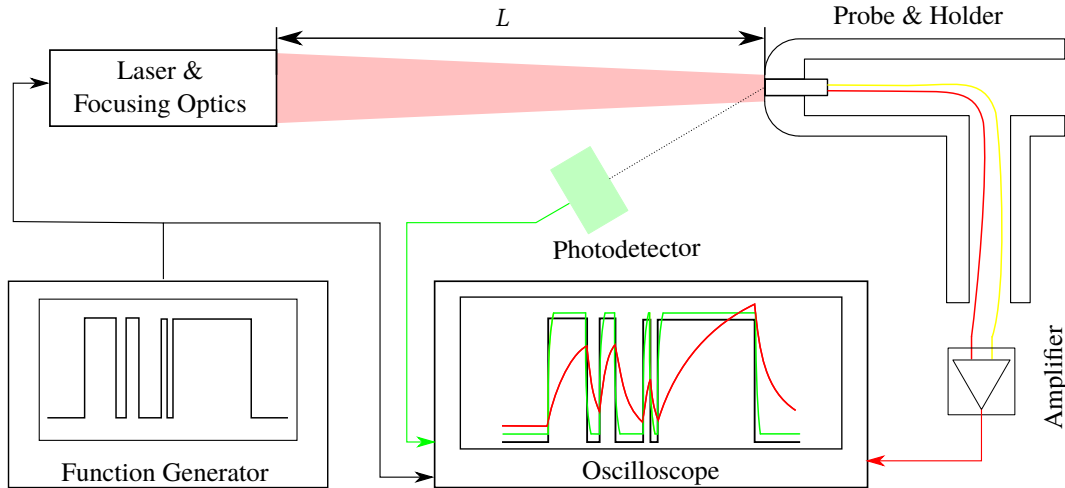 L
Probe & Holder
Laser &
Focusing Optics
Photodetector
Amplifier
Function Generator
Oscilloscope